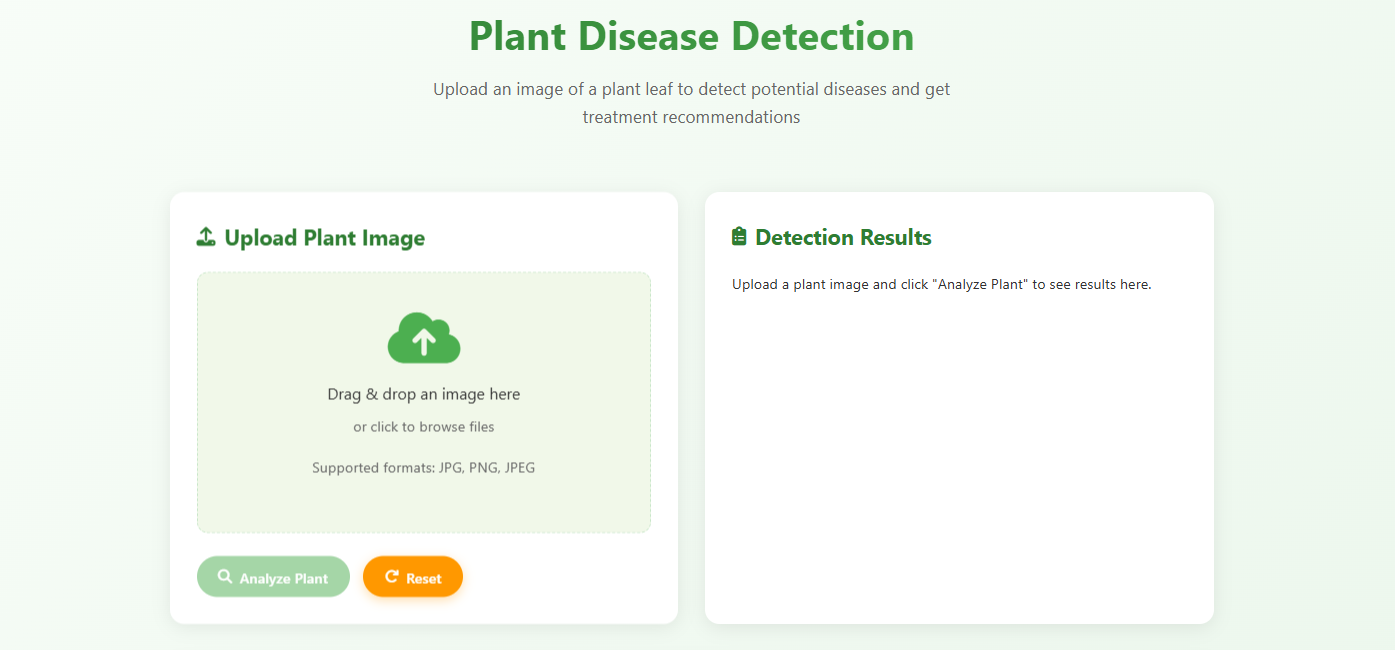 Plant Disease Detection
Upload an image of a plant leaf to detect potential diseases and get
treatment recommendations
Upload Plant Image
Drag & drop an image here
or click to browse files
Supported formats: JPG, PNG, JPEG
Analyze Plant
Reset
Detection Results
Upload a plant image and click "Analyze Plant" to see results here.